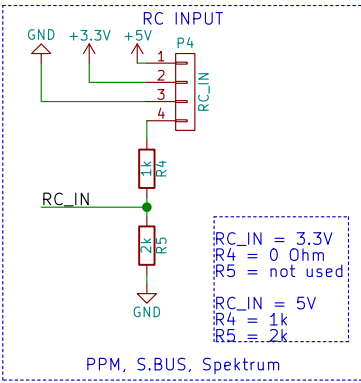 RC INPUT
GND
+3.3V
+5V
P4
1
2
3
4
RC_IN
1k
R4
RC_IN
2k
R5
GND
RC_IN = 3.3V
R4 = 0 Ohm
R5 = not used
RC_IN = 5V
R4 = 1k
R5 = 2k
PPM, S.BUS, Spektrum